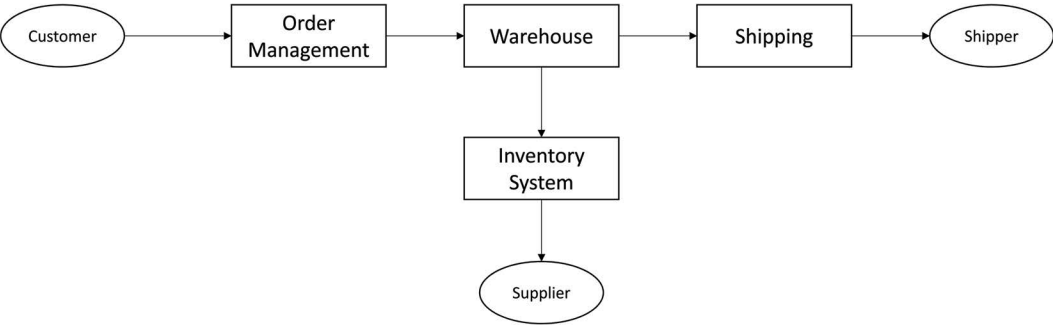 Customer
Order
Management
Warehouse
Shipping
Shipper
Inventory
System
Supplier